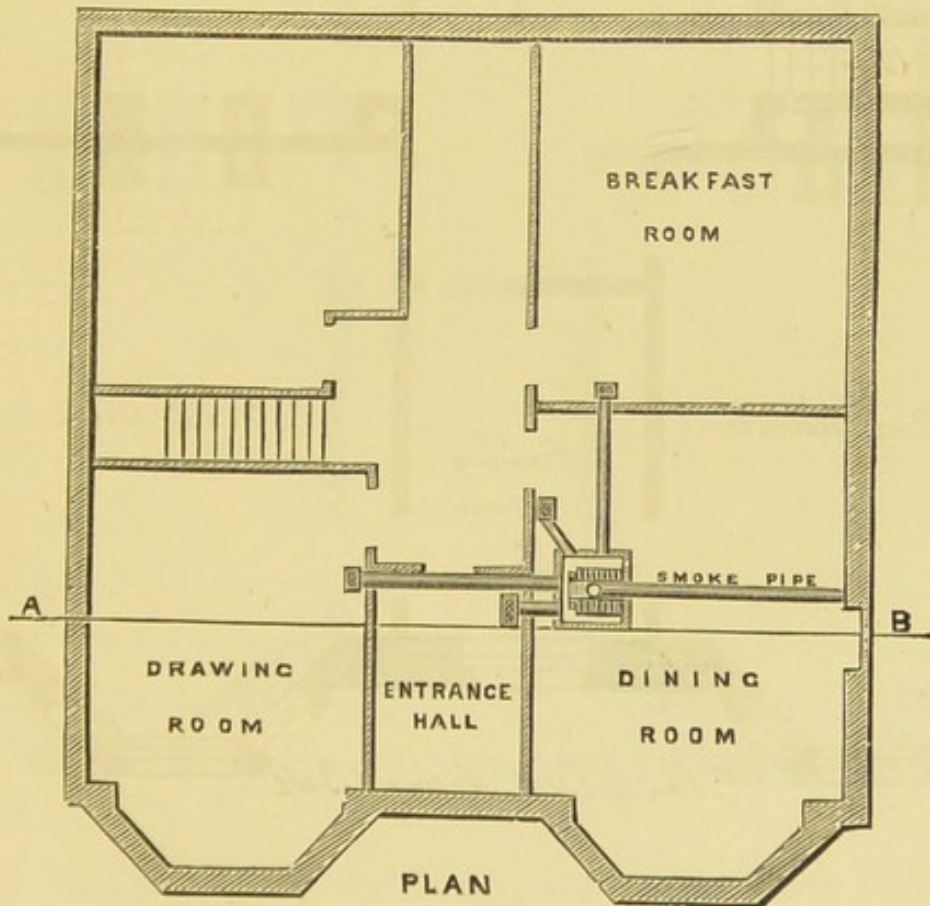 BREAKFAST
ROOM
SMOKE PIPE
A
B
DRAWING
ROOM
ENTRANCE
HALL
DINING
ROOM
PLAN